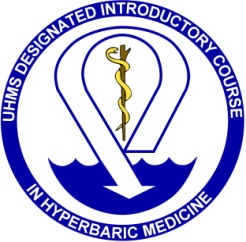 UHMS DESIGNATED INTRODUCTORY COURSE
IN HYPERBARIC MEDICINE